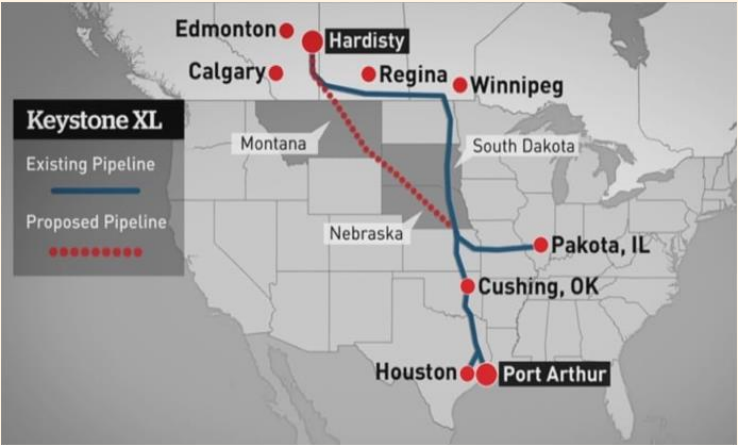 Edmonton
Hardisty
Calgary
Regina
Winnipeg
Keystone XL
Montana
South Dakota
Existing Pipeline
Proposed Pipeline
Nebraska
Pakota, IL
Cushing, OK
Houston
Port Arthur